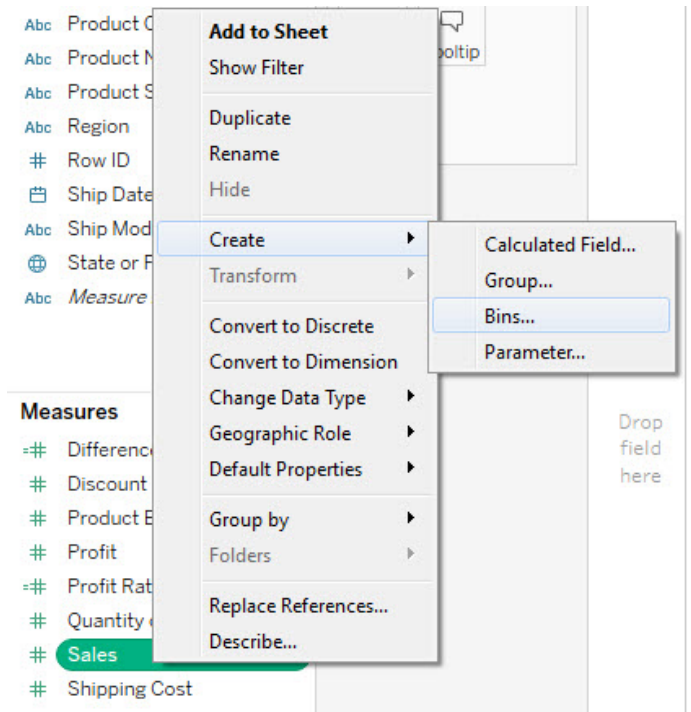 Abc Product C
Abc Product N
Abc Product S
Abc Region
# Row ID
Ship Date
Abc Ship Mod
State or F
Abc Measure
Measures
=# Difference
# Discount
# Product E
# Profit
=# Profit Rat
# Quantity
# Sales
# Shipping Cost
Add to Sheet
Show Filter
Duplicate
Rename
Hide
Create
Transform
Convert to Discrete
Convert to Dimension
Change Data Type
Geographic Role
Default Properties
Group by
Folders
Replace References...
Describe...
Calculated Field...
Group...
Bins...
Parameter...
ooltip
Drop
field
here